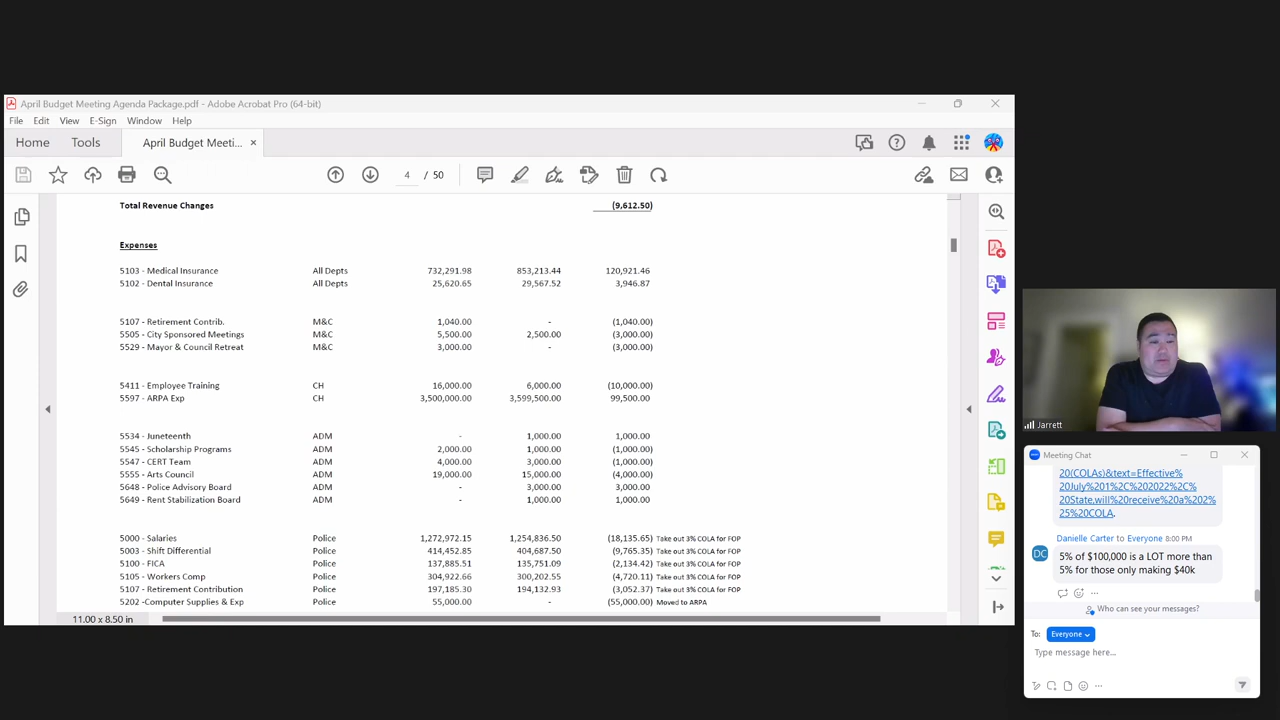 April Budget Meeting Agenda Package.pdf - Adobe Acrobat Pro (64-bit)
File Edit View E-Sign Window Help
Home Tools April Budget Meeti... ×
4 / 50
Total Revenue Changes (9,612.50)
Expenses
5103 - Medical Insurance All Depts 732,291.98 853,213.44 120,921.46
5102 - Dental Insurance All Depts 25,620.65 29,567.52 3,946.87
5107 - Retirement Contrib. M&C 1,040.00 - (1,040.00)
5505 - City Sponsored Meetings M&C 5,500.00 2,500.00 (3,000.00)
5529 - Mayor & Council Retreat M&C 3,000.00 - (3,000.00)
5411 - Employee Training CH 16,000.00 6,000.00 (10,000.00)
5597 - ARPA Exp CH 3,500,000.00 3,599,500.00 99,500.00
5534 - Juneteenth ADM - 1,000.00 1,000.00
5545 - Scholarship Programs ADM 2,000.00 1,000.00 (1,000.00)
5547 - CERT Team ADM 4,000.00 3,000.00 (1,000.00)
5555 - Arts Council ADM 19,000.00 15,000.00 (4,000.00)
5648 - Police Advisory Board ADM - 3,000.00 3,000.00
5649 - Rent Stabilization Board ADM - 1,000.00 1,000.00
5000 - Salaries Police 1,272,972.15 1,254,836.50 (18,135.65) Take out 3% COLA for FOP
5003 - Shift Differential Police 414,452.85 404,687.50 (9,765.35) Take out 3% COLA for FOP
5100 - FICA Police 137,885.51 135,751.09 (2,134.42) Take out 3% COLA for FOP
5105 - Workers Comp Police 304,922.66 300,202.55 (4,720.11) Take out 3% COLA for FOP
5107 - Retirement Contribution Police 197,185.30 194,132.93 (3,052.37) Take out 3% COLA for FOP
5202 -Computer Supplies & Exp Police 55,000.00 - (55,000.00) Moved to ARPA
11.00 x 8.50 in
Jarrett
Meeting Chat
20(COLAs)&text=Effective%
20July%201%2C%202022%2C%
20State,will%20receive%20a%202%
25%20COLA.
Danielle Carter to Everyone 8:00 PM
DC
5% of $100,000 is a LOT more than
5% for those only making $40k
Who can see your messages?
To: Everyone
Type message here...